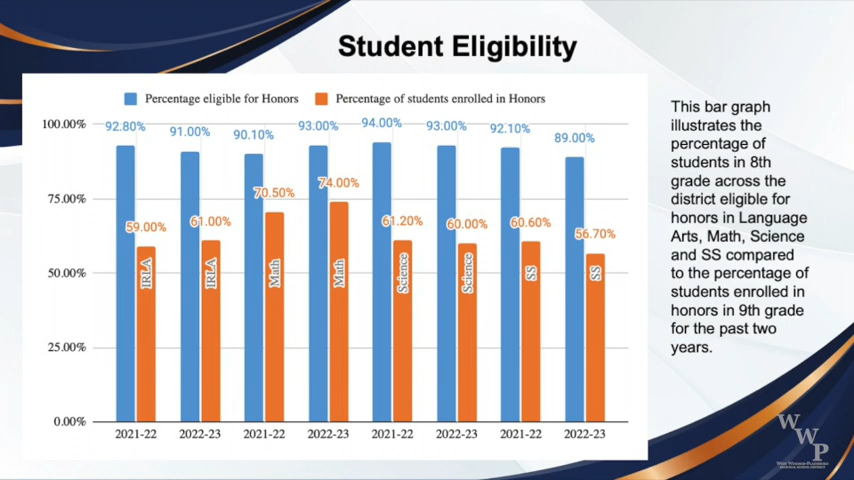 Student Eligibility
Percentage eligible for Honors
Percentage of students enrolled in Honors
100.00%
75.00%
50.00%
25.00%
0.00%
92.80%
91.00%
90.10%
93.00%
94.00%
93.00%
92.10%
89.00%
59.00%
61.00%
70.50%
74.00%
61.20%
60.00%
60.60%
56.70%
IRLA
IRLA
Math
Math
Science
Science
SS
SS
2021-22
2022-23
2021-22
2022-23
2021-22
2022-23
2021-22
2022-23
This bar graph
illustrates the
percentage of
students in 8th
grade across the
district eligible for
honors in Language
Arts, Math, Science
and SS compared
to the percentage of
students enrolled in
honors in 9th grade
for the past two
years.
WWP
West Windsor-Plainsboro
Regional School District